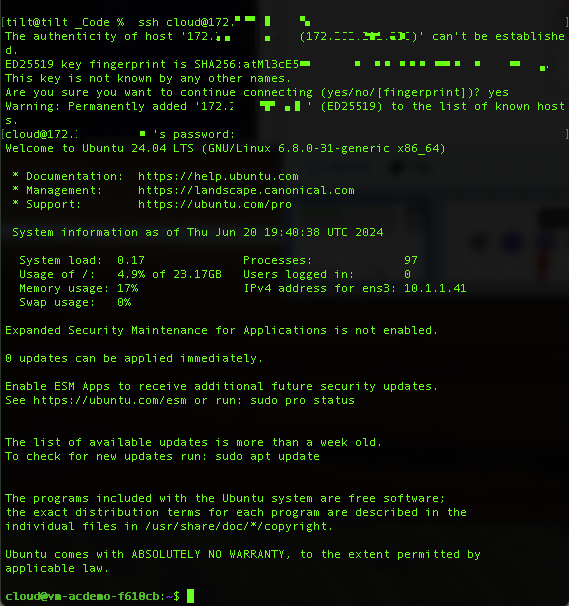 [tilt@tilt _Code % ssh cloud@172.
The authenticity of host '172. (172. )' can't be establishe
d.
ED25519 key fingerprint is SHA256:atMl3cE5
This key is not known by any other names.
Are you sure you want to continue connecting (yes/no/[fingerprint])? yes
Warning: Permanently added '172. ' (ED25519) to the list of known host
s.
[cloud@172. 's password: ]
Welcome to Ubuntu 24.04 LTS (GNU/Linux 6.8.0-31-generic x86_64)
* Documentation: https://help.ubuntu.com
* Management: https://landscape.canonical.com
* Support: https://ubuntu.com/pro
System information as of Thu Jun 20 19:40:38 UTC 2024
System load: 0.17 Processes: 97
Usage of /: 4.9% of 23.17GB Users logged in: 0
Memory usage: 17% IPv4 address for ens3: 10.1.1.41
Swap usage: 0%
Expanded Security Maintenance for Applications is not enabled.
0 updates can be applied immediately.
Enable ESM Apps to receive additional future security updates.
See https://ubuntu.com/esm or run: sudo pro status
The list of available updates is more than a week old.
To check for new updates run: sudo apt update
The programs included with the Ubuntu system are free software;
the exact distribution terms for each program are described in the
individual files in /usr/share/doc/*/copyright.
Ubuntu comes with ABSOLUTELY NO WARRANTY, to the extent permitted by
applicable law.
cloud@vm-acdemo-f610cb:~$